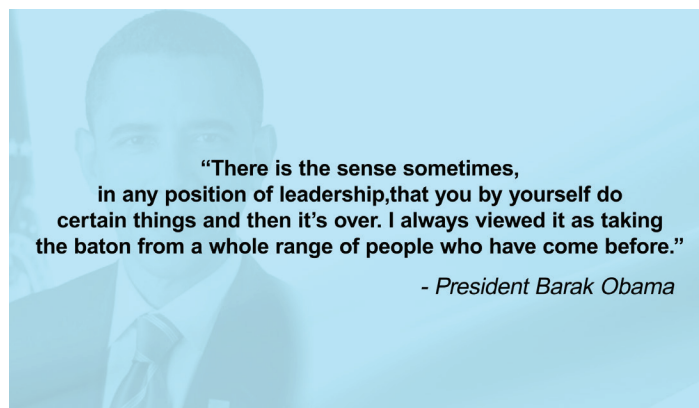 “There is the sense sometimes,
in any position of leadership,that you by yourself do
certain things and then it’s over. I always viewed it as taking
the baton from a whole range of people who have come before.”
- President Barak Obama